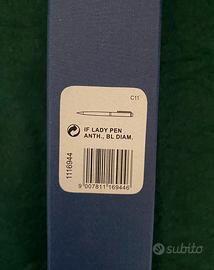 C11
IF LADY PEN
ANTH., BL DIAM.
1116944
9 007811 169446
subito